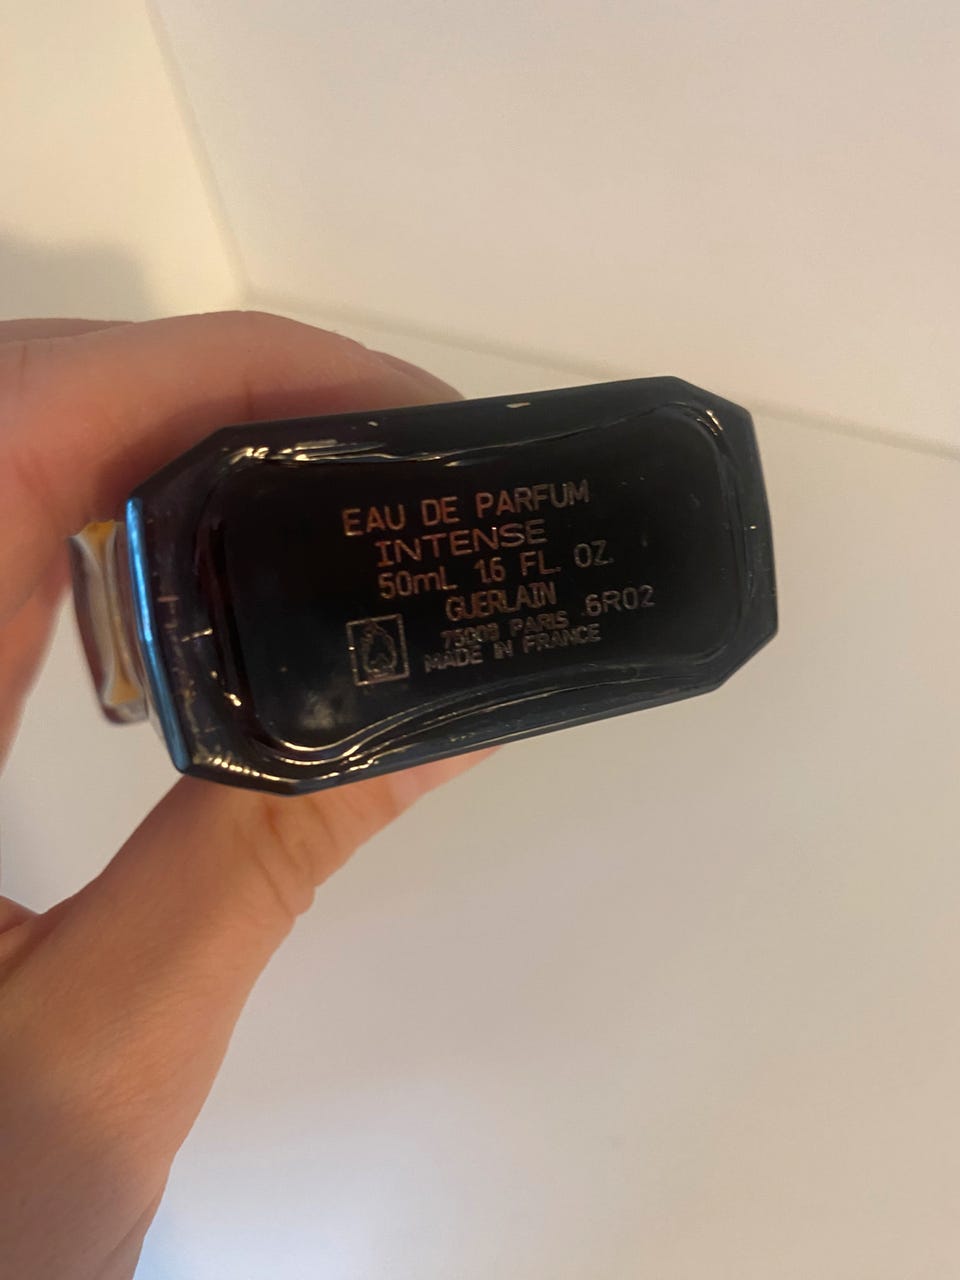 EAU DE PARFUM
INTENSE
50mL 1.6 FL. OZ.
GUERLAIN
75008 PARIS 6R02
MADE IN FRANCE